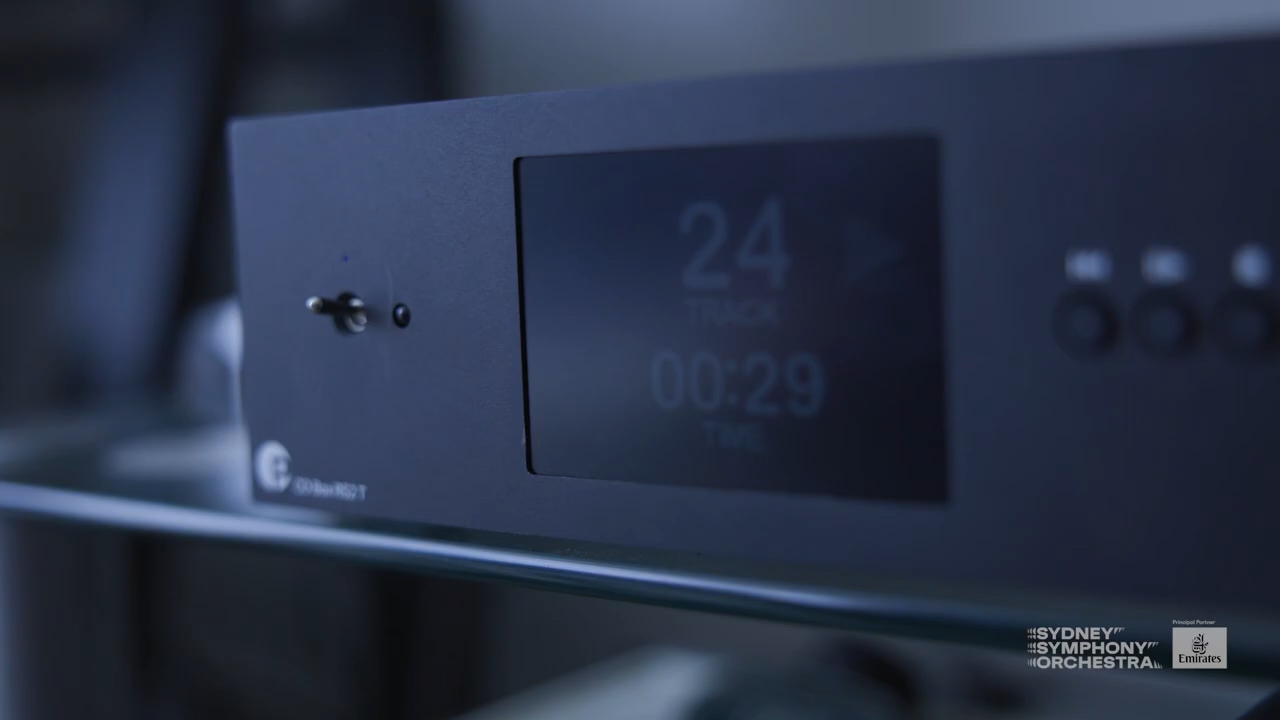 24
TRACK
00:29
TIME
CD Box RS2 T
SYDNEY
SYMPHONY
ORCHESTRA
Principal Partner
Emirates